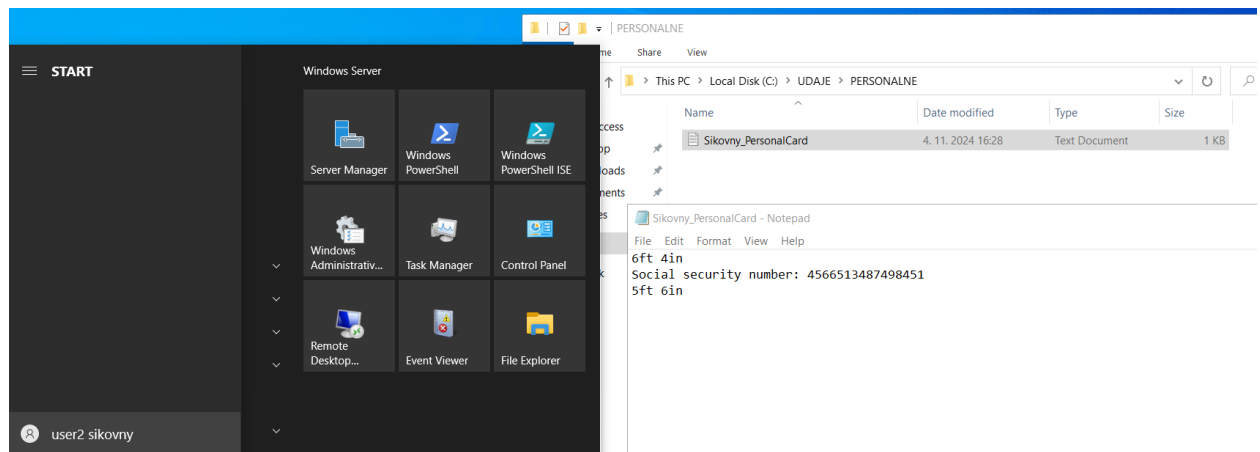 START
Windows Server
Server Manager
Windows
PowerShell
Windows
PowerShell ISE
Windows
Administrativ...
Task Manager
Control Panel
Remote
Desktop...
Event Viewer
File Explorer
user2 sikovny
PERSONALNE
Share View
This PC > Local Disk (C:) > UDAJE > PERSONALNE
Name Date modified Type Size
Sikovny_PersonalCard 4. 11. 2024 16:28 Text Document 1 KB
Sikovny_PersonalCard - Notepad
File Edit Format View Help
6ft 4in
Social security number: 4566513487498451
5ft 6in